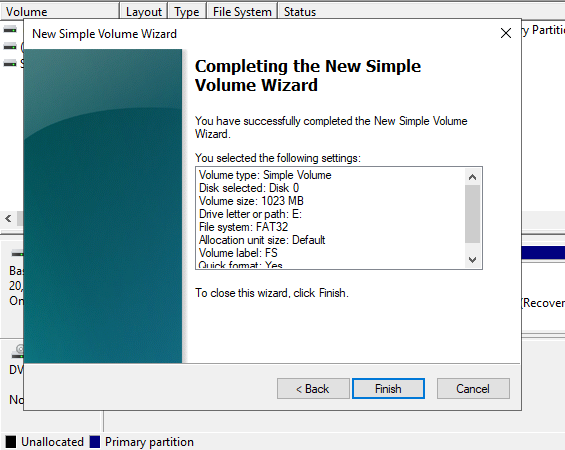 Volume Layout Type File System Status
New Simple Volume Wizard
ry Partitio
(
S
Completing the New Simple
Volume Wizard
You have successfully completed the New Simple Volume
Wizard.
You selected the following settings:
Volume type: Simple Volume
Disk selected: Disk 0
Volume size: 1023 MB
Drive letter or path: E:
File system: FAT32
Allocation unit size: Default
Volume label: FS
Quick format: Yes
To close this wizard, click Finish.
Bas
20,
On
(Recover
DV
No
< Back Finish Cancel
Unallocated Primary partition